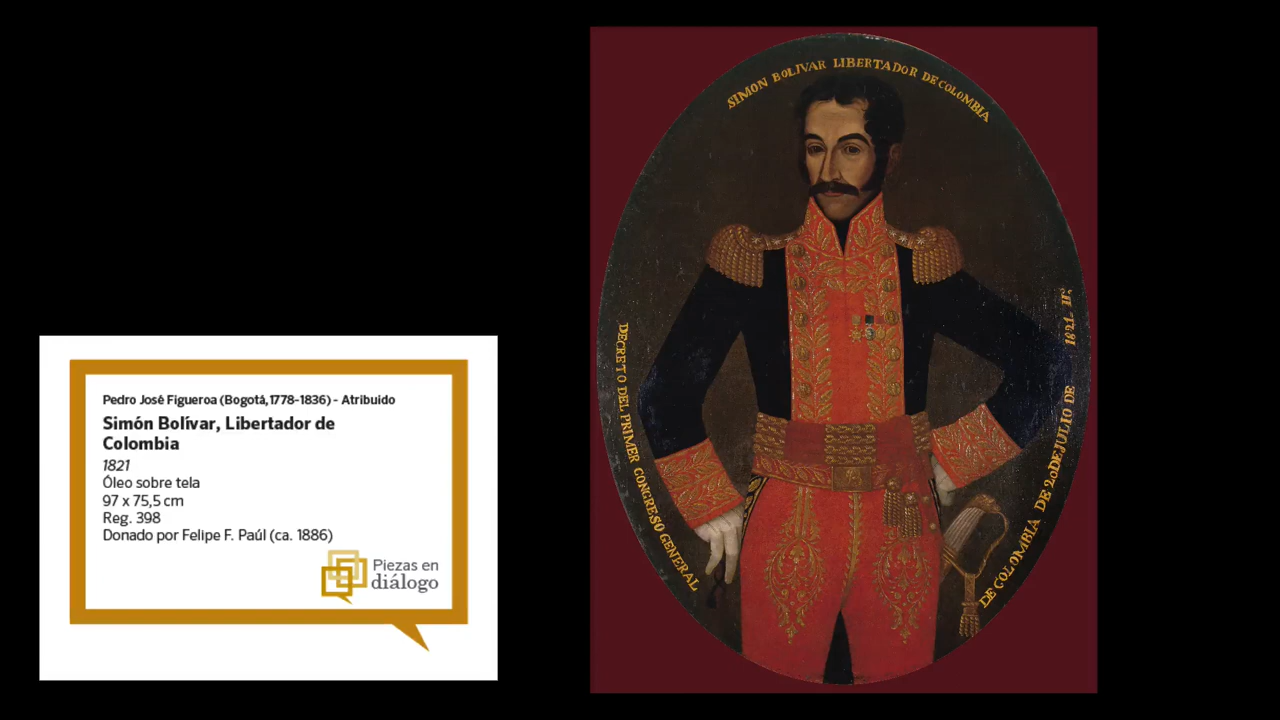 Pedro José Figueroa (Bogotá,1778-1836) - Atribuido
Simón Bolívar, Libertador de
Colombia
1821
Óleo sobre tela
97 x 75,5 cm
Reg. 398
Donado por Felipe F. Paúl (ca. 1886)
Piezas en
diálogo
SIMON BOLIVAR LIBERTADOR DE COLOMBIA
DECRETO DEL PRIMER CONGRESO GENERAL
DE COLOMBIA DE 20 DE JULIO DE 1821